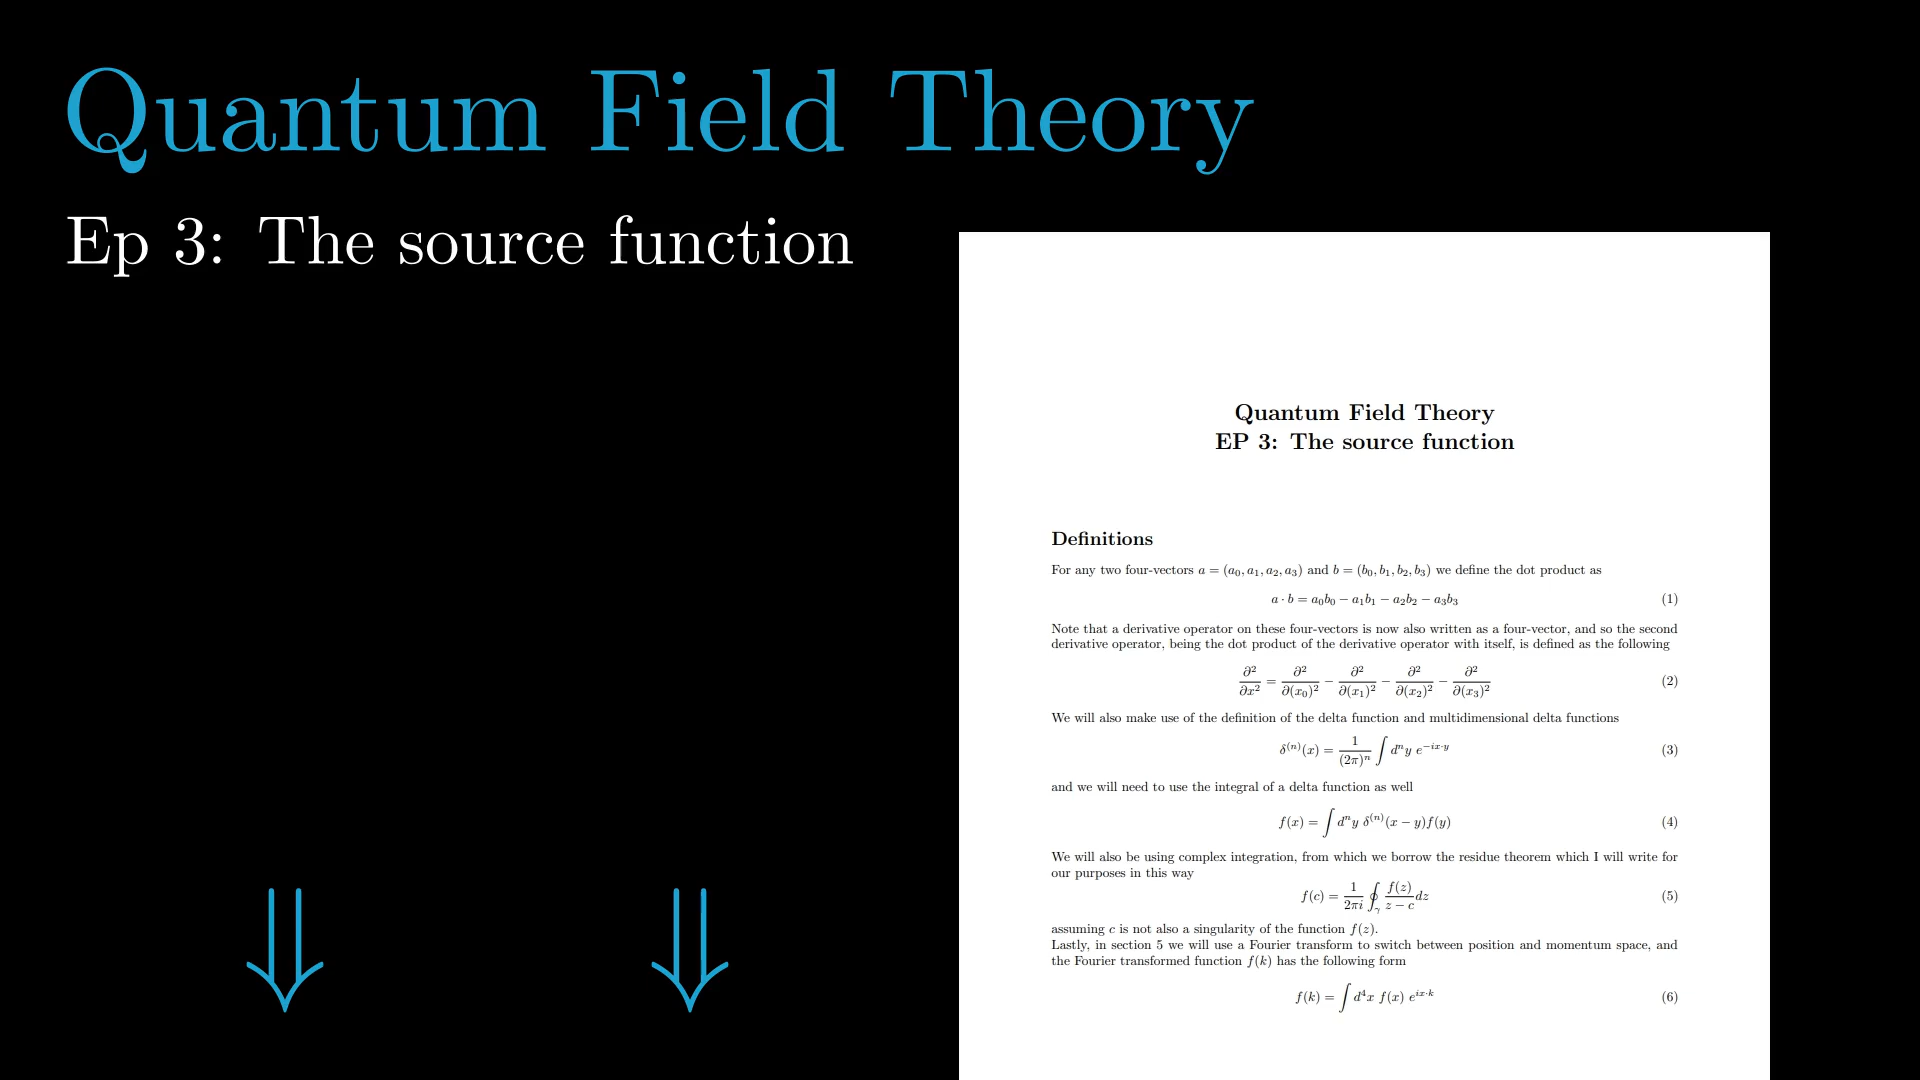 Quantum Field Theory
Ep 3: The source function
Quantum Field Theory
EP 3: The source function
Definitions
For any two four-vectors a = (a₀, a₁, a₂, a₃) and b = (b₀, b₁, b₂, b₃) we define the dot product as
a · b = a₀b₀ − a₁b₁ − a₂b₂ − a₃b₃ (1)
Note that a derivative operator on these four-vectors is now also written as a four-vector, and so the second
derivative operator, being the dot product of the derivative operator with itself, is defined as the following
∂²/∂x² = ∂²/∂(x₀)² − ∂²/∂(x₁)² − ∂²/∂(x₂)² − ∂²/∂(x₃)² (2)
We will also make use of the definition of the delta function and multidimensional delta functions
δ⁽ⁿ⁾(x) = 1/(2π)ⁿ ∫ dⁿy e^{−ix·y} (3)
and we will need to use the integral of a delta function as well
f(x) = ∫ dⁿy δ⁽ⁿ⁾(x − y)f(y) (4)
We will also be using complex integration, from which we borrow the residue theorem which I will write for
our purposes in this way
f(c) = 1/2πi ∮_γ f(z)/(z − c) dz (5)
assuming c is not also a singularity of the function f(z).
Lastly, in section 5 we will use a Fourier transform to switch between position and momentum space, and
the Fourier transformed function f(k) has the following form
f(k) = ∫ d⁴x f(x) e^{ix·k} (6)